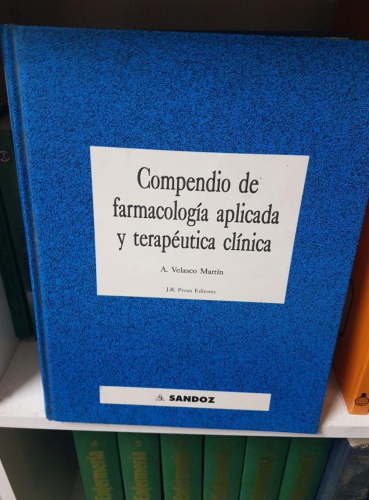 Compendio de
farmacología aplicada
y terapéutica clínica
A. Velasco Martín
J.R. Prous Editores
SANDOZ